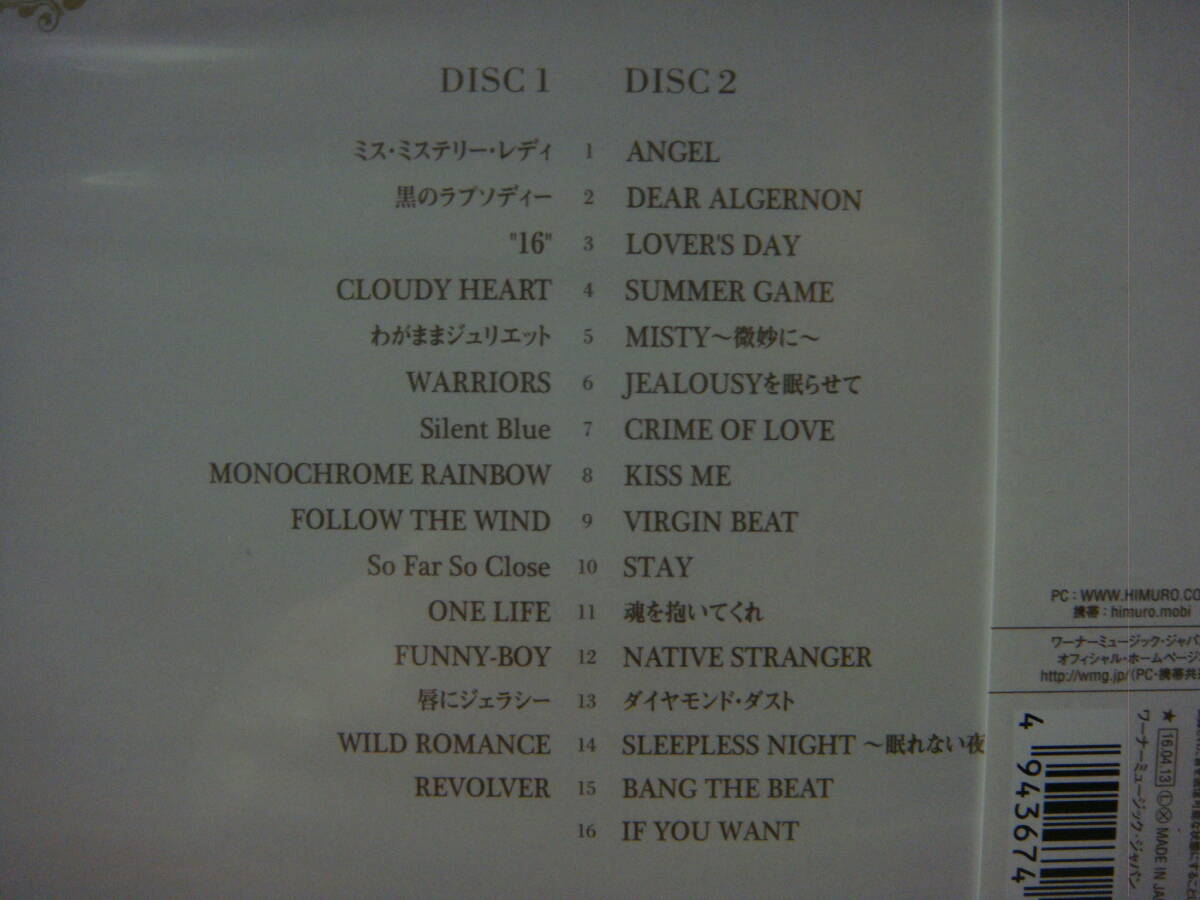 DISC 1 DISC 2
ミス・ミステリー・レディ 1 ANGEL
黒のラプソディー 2 DEAR ALGERNON
"16" 3 LOVER'S DAY
CLOUDY HEART 4 SUMMER GAME
わがままジュリエット 5 MISTY〜微妙に〜
WARRIORS 6 JEALOUSYを眠らせて
Silent Blue 7 CRIME OF LOVE
MONOCHROME RAINBOW 8 KISS ME
FOLLOW THE WIND 9 VIRGIN BEAT
So Far So Close 10 STAY
ONE LIFE 11 魂を抱いてくれ
FUNNY-BOY 12 NATIVE STRANGER
唇にジェラシー 13 ダイヤモンド・ダスト
WILD ROMANCE 14 SLEEPLESS NIGHT 〜眠れない夜
REVOLVER 15 BANG THE BEAT
16 IF YOU WANT
PC : WWW.HIMURO.CO
携帯 : himuro.mobi
ワーナーミュージック・ジャパ
オフィシャル・ホームページ
http://wmg.jp/(PC・携帯共
4 943674
★ 16.04.13 Ⓛ Ⓧ MADE IN JA
ワーナーミュージック・ジャパン